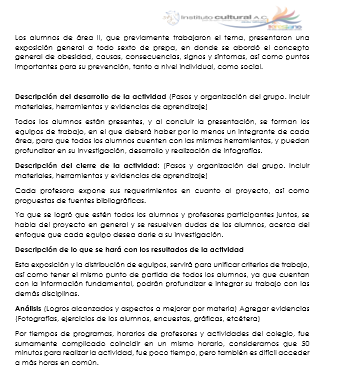 instituto cultural A.C.
Los alumnos de área II, que previamente trabajaron el tema, presentaron una
exposición general a todo sexto de prepa, en donde se abordó el concepto
general de obesidad, causas, consecuencias, signos y síntomas, así como puntos
importantes para su prevención, tanto a nivel individual, como social.
Descripción del desarrollo de la actividad (Pasos y organización del grupo. Incluir
materiales, herramientas y evidencias de aprendizaje)
Todos los alumnos están presentes, y al concluir la presentación, se forman los
equipos de trabajo, en el que deberá haber por lo menos un integrante de cada
área, para que todos los alumnos cuenten con las mismas herramientas, y puedan
profundizar en su investigación, desarrollo y realización de infografías.
Descripción del cierre de la actividad: (Pasos y organización del grupo. Incluir
materiales, herramientas y evidencias de aprendizaje)
Cada profesora expone sus requerimientos en cuanto al proyecto, así como
propuestas de fuentes bibliográficas.
Ya que se logró que estén todos los alumnos y profesores participantes juntos, se
habla del proyecto en general y se resuelven dudas de los alumnos, acerca del
enfoque que cada equipo desea darle a su investigación.
Descripción de lo que se hará con los resultados de la actividad
Esta exposición y la distribución de equipos, servirá para unificar criterios de trabajo,
así como tener el mismo punto de partida de todos los alumnos, ya que cuentan
con la información fundamental, podrán profundizar e integrar su trabajo con las
demás disciplinas.
Análisis (Logros alcanzados y aspectos a mejorar por materia) Agregar evidencias
(Fotografías, ejercicios de los alumnos, encuestas, gráficas, etcétera)
Por tiempos de programas, horarios de profesores y actividades del colegio, fue
sumamente complicado coincidir en un mismo horario, consideramos que 50
minutos para realizar la actividad, fue poco tiempo, pero también es difícil acceder
a más horas en común.